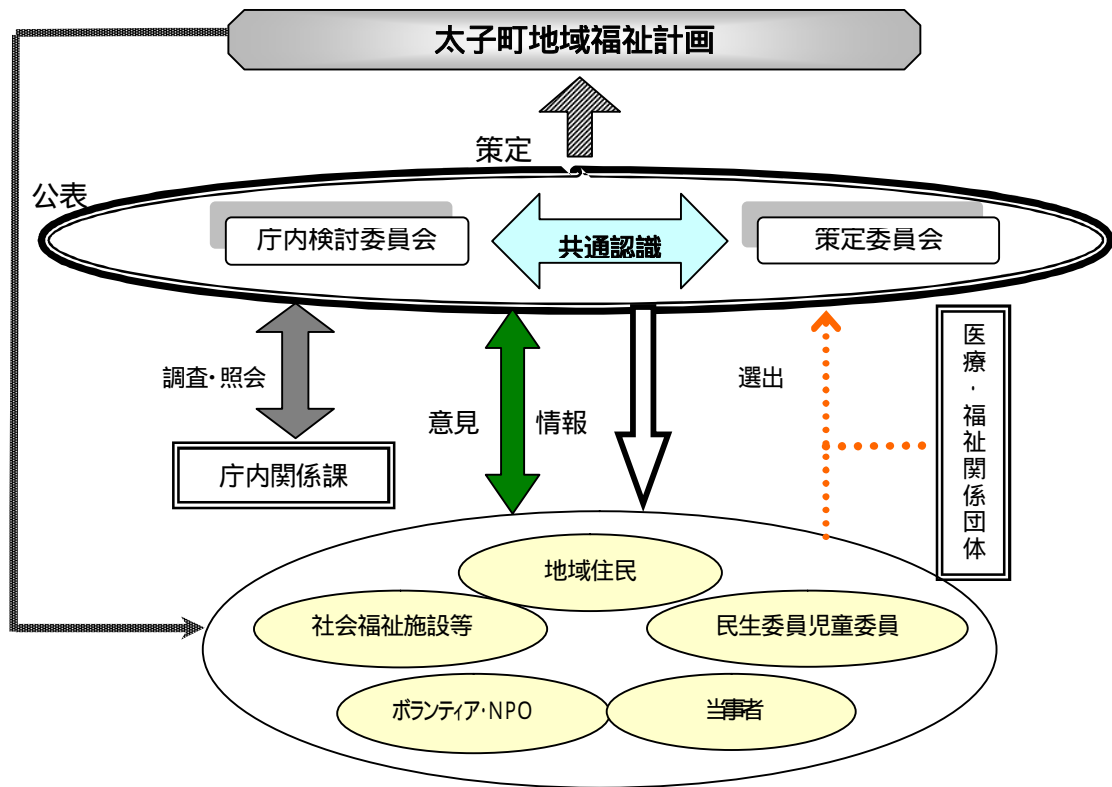 太子町地域福祉計画
策定
公表
庁内検討委員会
共通認識
策定委員会
調査・照会
意見
情報
選出
医療・福祉関係団体
庁内関係課
地域住民
社会福祉施設等
民生委員児童委員
ボランティア・NPO
当事者